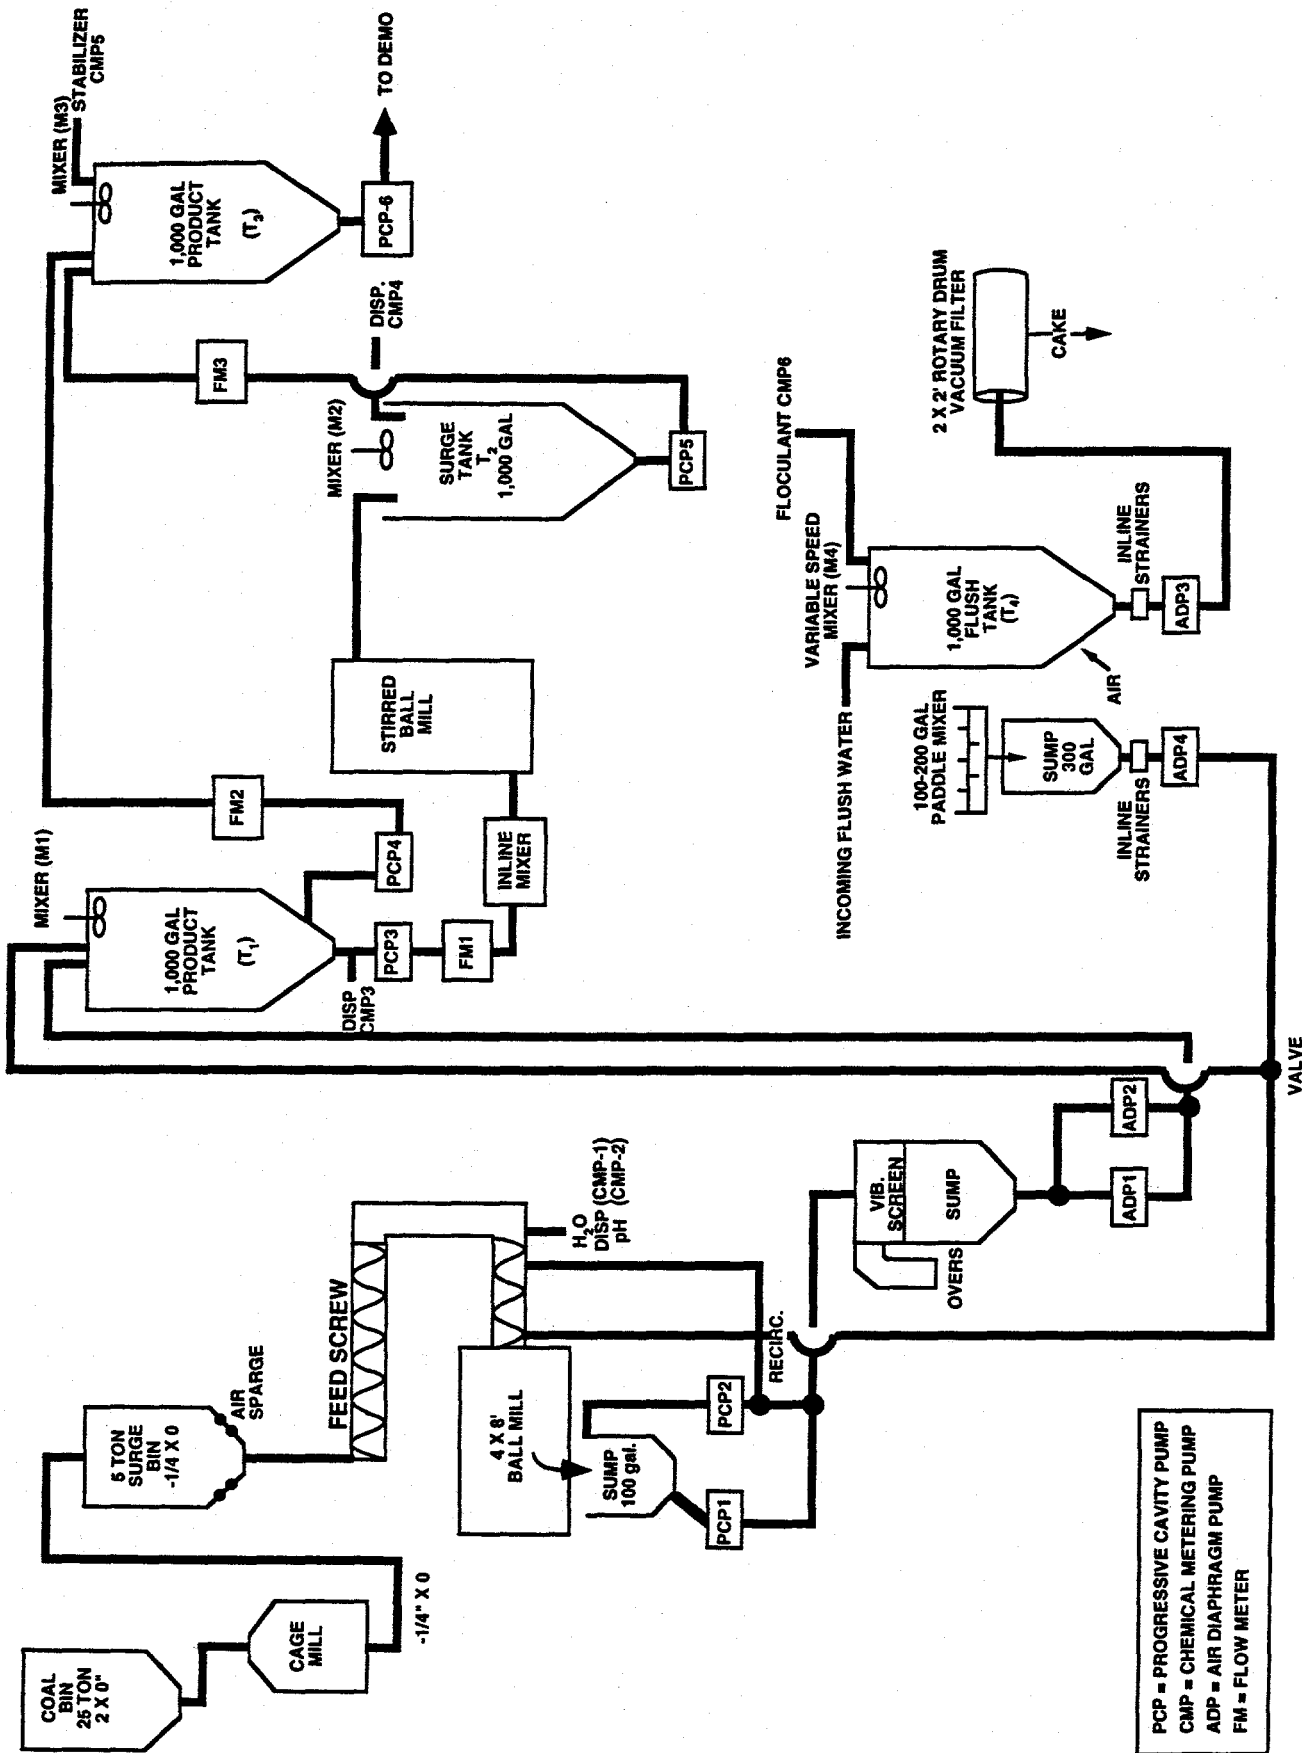 COAL
BIN
25 TON
2 X 0"
CAGE
MILL
-1/4" X 0
5 TON
SURGE
BIN
-1/4 X 0
AIR
SPARGE
FEED SCREW
H2O
DISP (CMP-1)
pH (CMP-2)
4 X 8'
BALL MILL
SUMP
100 gal.
PCP1
PCP2
RECIRC.
VIB.
SCREEN
SUMP
OVERS
ADP1
ADP2
VALVE
MIXER (M1)
1,000 GAL
PRODUCT
TANK
(T1)
DISP
CMP3
PCP3
FM1
PCP4
FM2
INLINE
MIXER
STIRRED
BALL
MILL
MIXER (M2)
DISP.
CMP4
SURGE
TANK
T2
1,000 GAL
PCP5
FM3
MIXER (M3)
STABILIZER
CMP5
1,000 GAL
PRODUCT
TANK
(T3)
PCP-6
TO DEMO
100-200 GAL
PADDLE MIXER
SUMP
300
GAL
INLINE
STRAINERS
ADP4
INCOMING FLUSH WATER
VARIABLE SPEED
MIXER (M4)
FLOCULANT CMP6
1,000 GAL
FLUSH
TANK
(T4)
AIR
INLINE
STRAINERS
ADP3
2 X 2' ROTARY DRUM
VACUUM FILTER
CAKE
PCP = PROGRESSIVE CAVITY PUMP
CMP = CHEMICAL METERING PUMP
ADP = AIR DIAPHRAGM PUMP
FM = FLOW METER